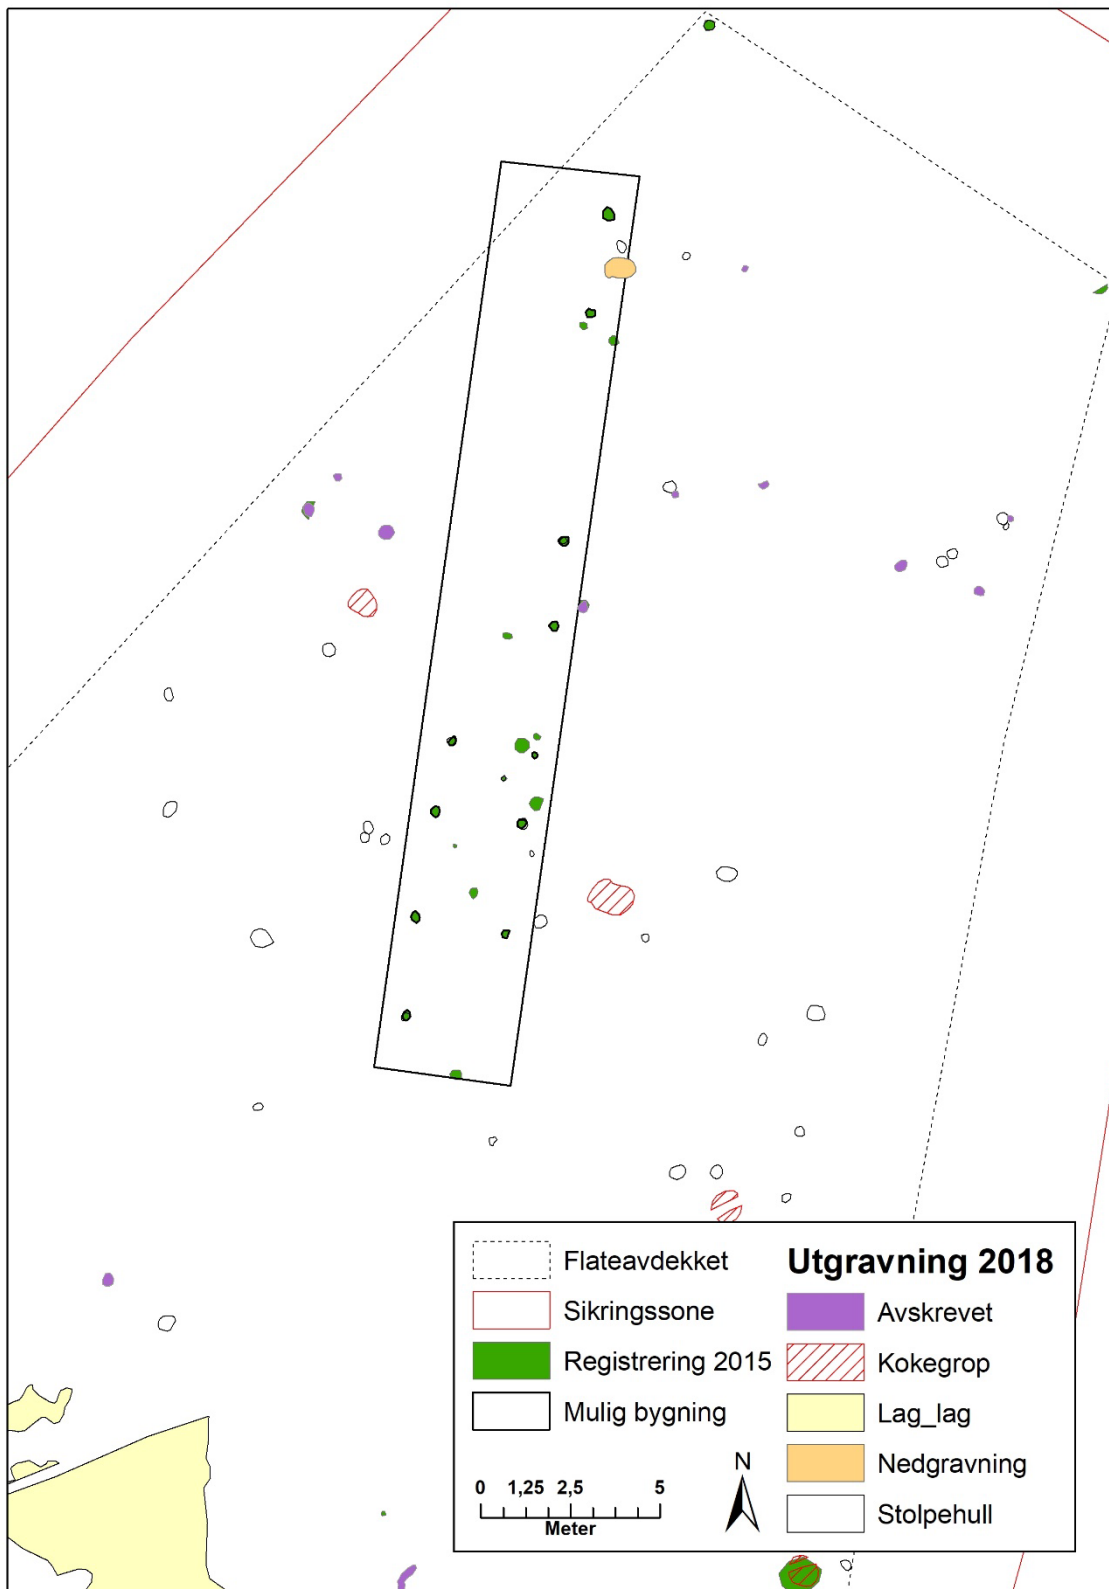 Flateavdekket
Sikringssone
Registrering 2015
Mulig bygning
0 1,25 2,5 5
Meter
N
Utgravning 2018
Avskrevet
Kokegrop
Lag_lag
Nedgravning
Stolpehull